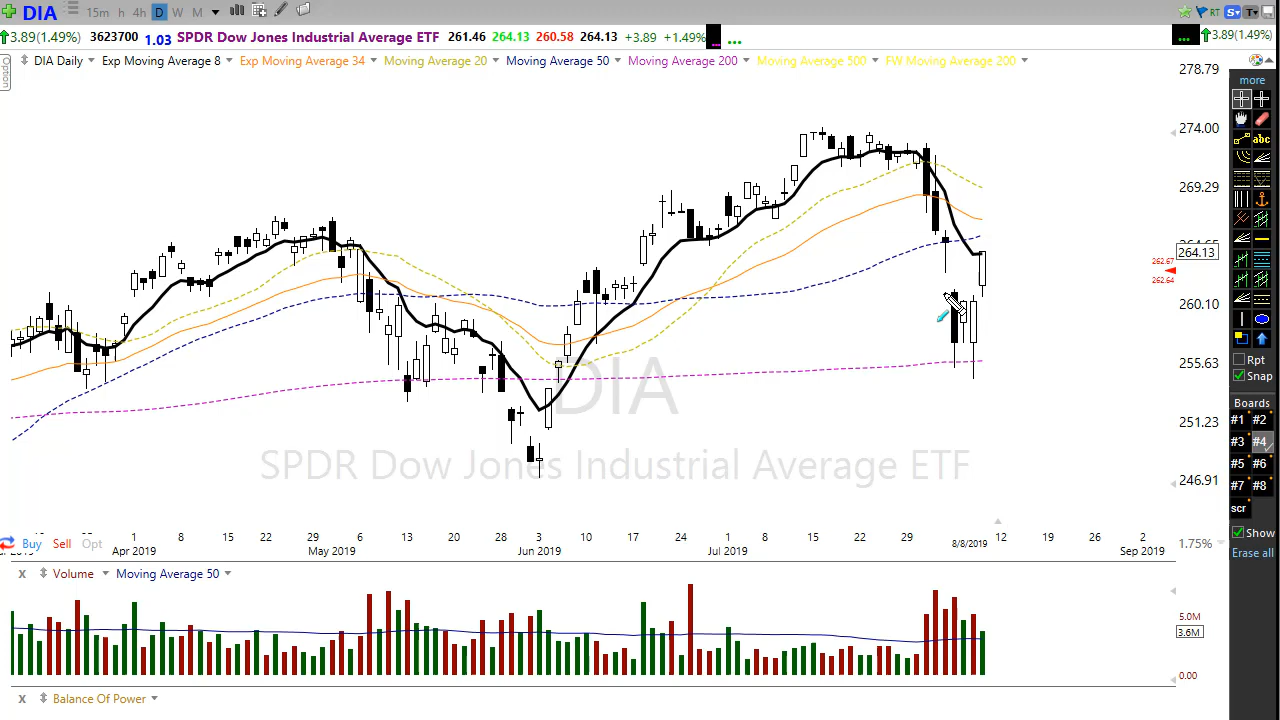 DIA 15m h 4h D W M RT S T
3.89(1.49%) 3623700 1.03 SPDR Dow Jones Industrial Average ETF 261.46 264.13 260.58 264.13 +3.89 +1.49% ... ... 3.89(1.49%)
Option
DIA Daily Exp Moving Average 8 Exp Moving Average 34 Moving Average 20 Moving Average 50 Moving Average 200 Moving Average 500 FW Moving Average 200
278.79
274.00
269.29
264.13
262.67
262.64
260.10
255.63
251.23
246.91
DIA
SPDR Dow Jones Industrial Average ETF
more
abc
Rpt
Snap
Boards
#1 #2
#3 #4
#5 #6
#7 #8
scr
Show
Erase all
1 8 15 22 29 6 13 20 28 10 17 24 8 15 22 29 12 19 26 2
Apr 2019 May 2019 Jun 2019 Jul 2019 8/8/2019 Sep 2019
Buy Sell Opt 1.75%
X Volume Moving Average 50
5.0M
3.6M
0.00
X Balance Of Power